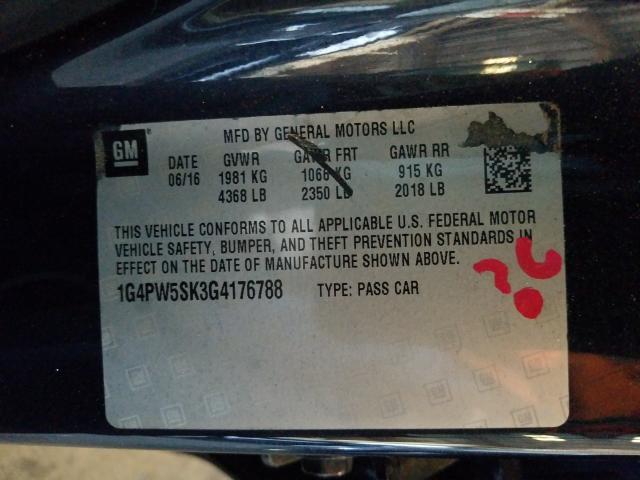 MFD BY GENERAL MOTORS LLC
GM
DATE GVWR GAWR FRT GAWR RR
06/16 1981 KG 1068 KG 915 KG
4368 LB 2350 LB 2018 LB
THIS VEHICLE CONFORMS TO ALL APPLICABLE U.S. FEDERAL MOTOR
VEHICLE SAFETY, BUMPER, AND THEFT PREVENTION STANDARDS IN
EFFECT ON THE DATE OF MANUFACTURE SHOWN ABOVE.
1G4PW5SK3G4176788 TYPE: PASS CAR